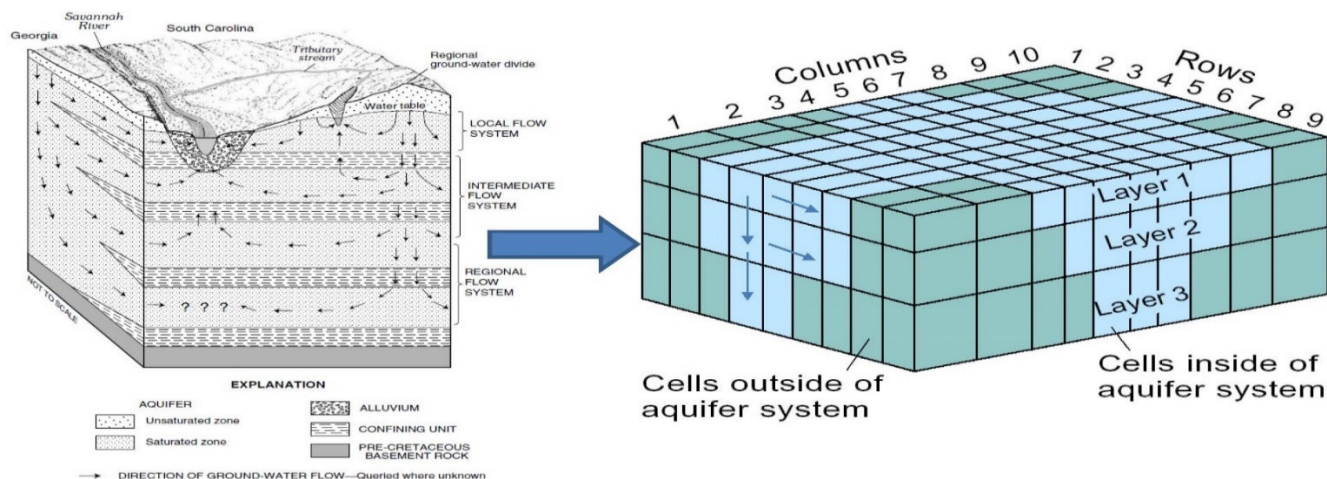 Savannah
River
Georgia
South Carolina
Tributary
stream
Regional
ground-water divide
Water table
LOCAL FLOW
SYSTEM
INTERMEDIATE
FLOW
SYSTEM
REGIONAL
FLOW
SYSTEM
? ? ?
NOT TO SCALE
EXPLANATION
AQUIFER
Unsaturated zone
Saturated zone
ALLUVIUM
CONFINING UNIT
PRE-CRETACEOUS
BASEMENT ROCK
DIRECTION OF GROUND-WATER FLOW—Queried where unknown
Columns
1 2 3 4 5 6 7 8 9 10
Rows
1 2 3 4 5 6 7 8 9
Layer 1
Layer 2
Layer 3
Cells outside of
aquifer system
Cells inside of
aquifer system